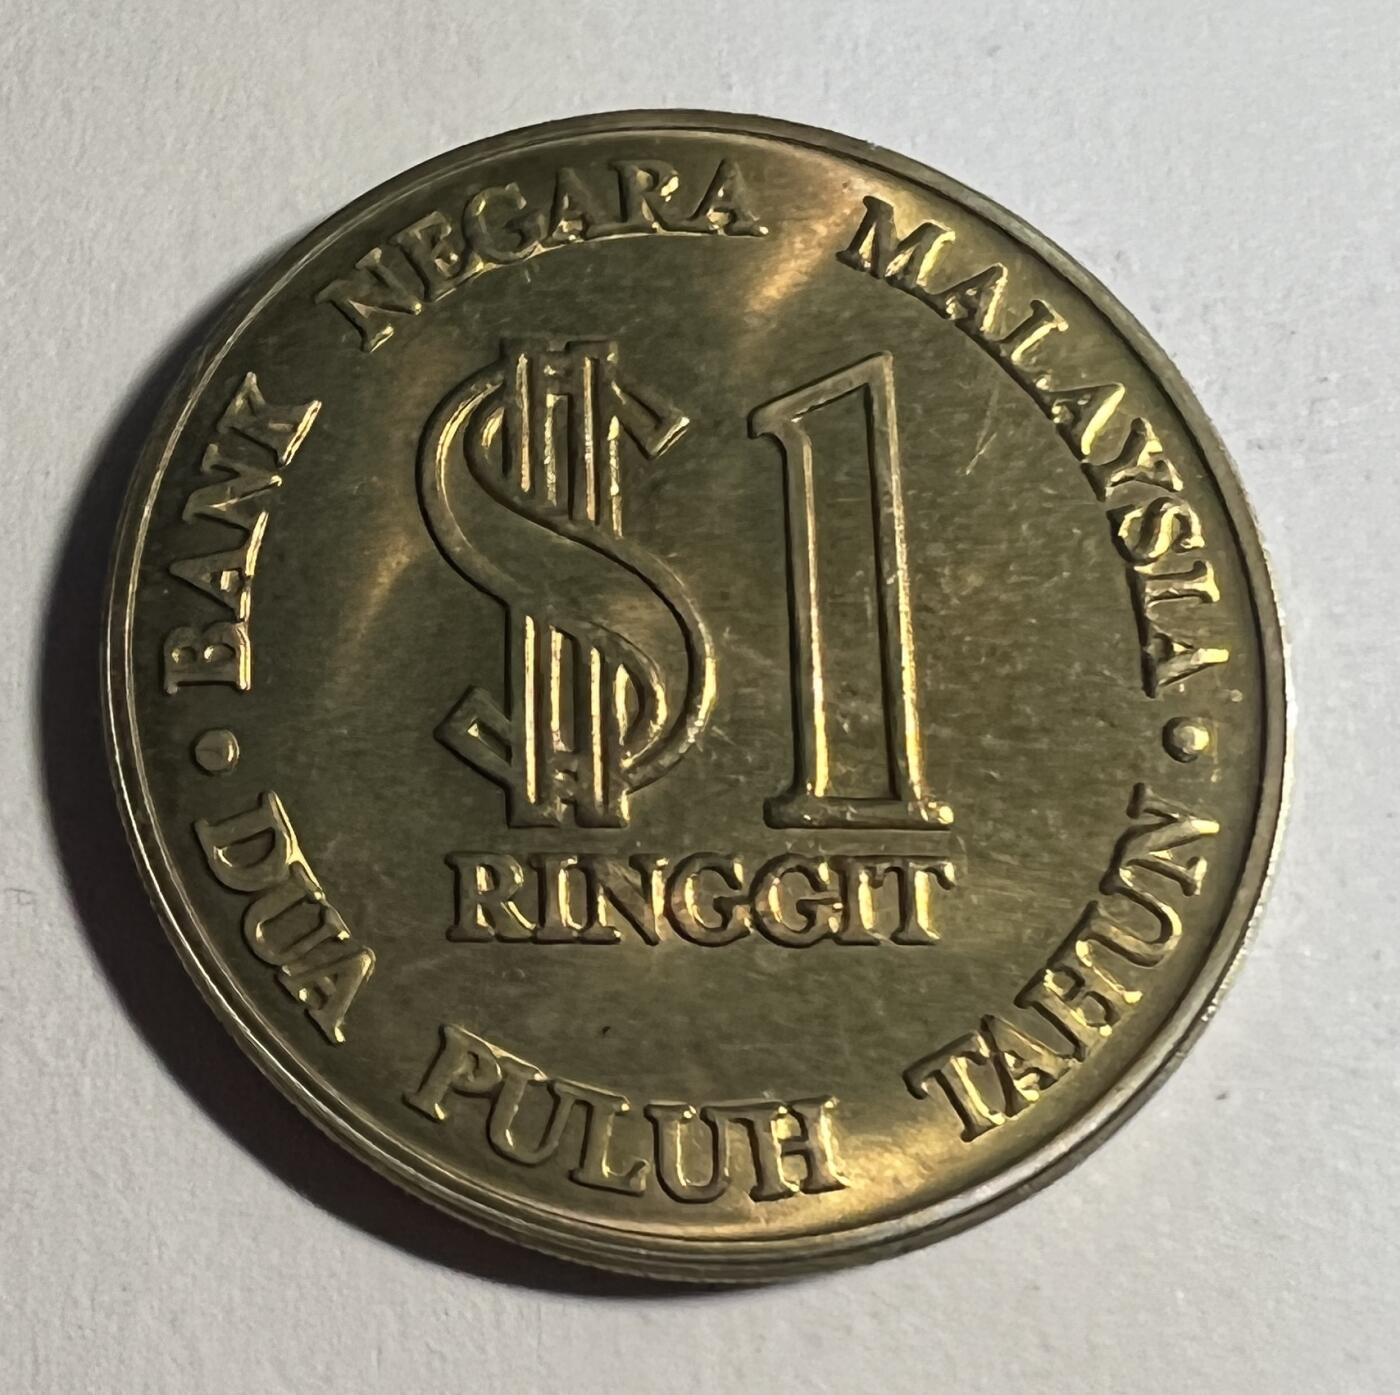 BANK NEGARA MALAYSIA
$1
RINGGIT
• DUA PULUH TAHUN •